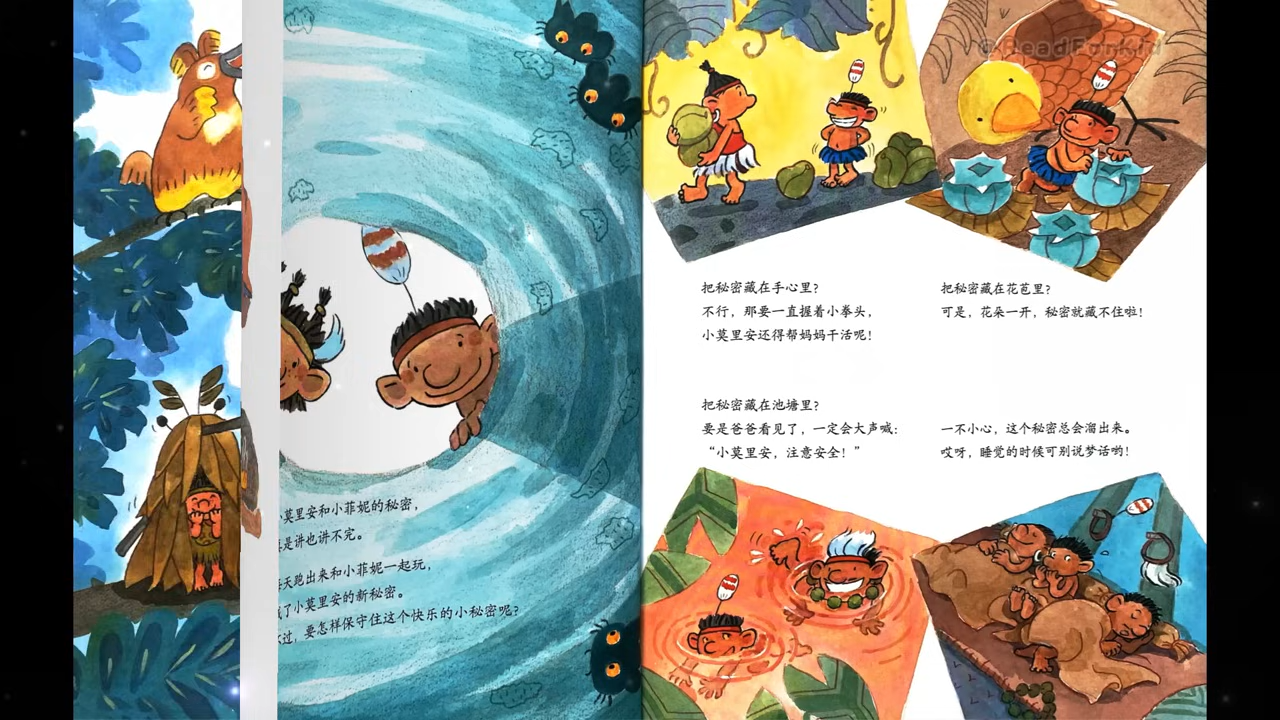 @ReadForKid
莫里安和小菲妮的秘密，
是讲也讲不完。
天跑出来和小菲妮一起玩，
了小莫里安的新秘密。
过，要怎样保守住这个快乐的小秘密呢？
把秘密藏在手心里？
不行，那要一直握着小拳头，
小莫里安还得帮妈妈干活呢！
把秘密藏在花苞里？
可是，花朵一开，秘密就藏不住啦！
把秘密藏在池塘里？
要是爸爸看见了，一定会大声喊：
“小莫里安，注意安全！”
一不小心，这个秘密总会溜出来。
哎呀，睡觉的时候可别说梦话哟！